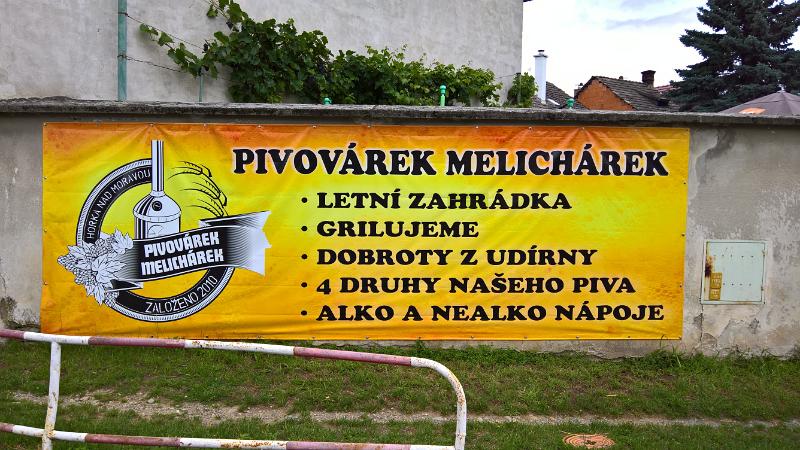 PIVOVÁREK MELICHÁREK
• LETNÍ ZAHRÁDKA
• GRILUJEME
• DOBROTY Z UDÍRNY
• 4 DRUHY NAŠEHO PIVA
• ALKO A NEALKO NÁPOJE
HORKA NAD MORAVOU
PIVOVÁREK
MELICHÁREK
ZALOŽENO 2010